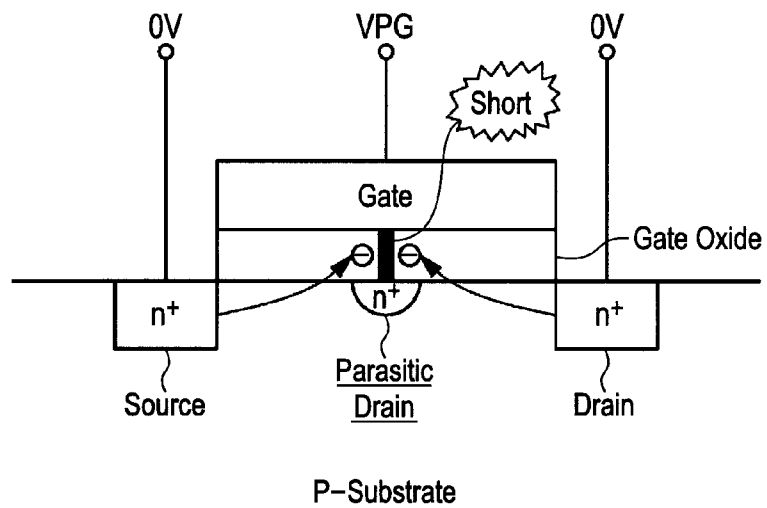 0V
VPG
0V
Short
Gate
Gate Oxide
n+
n+
n+
Source
Parasitic
Drain
Drain
P-Substrate